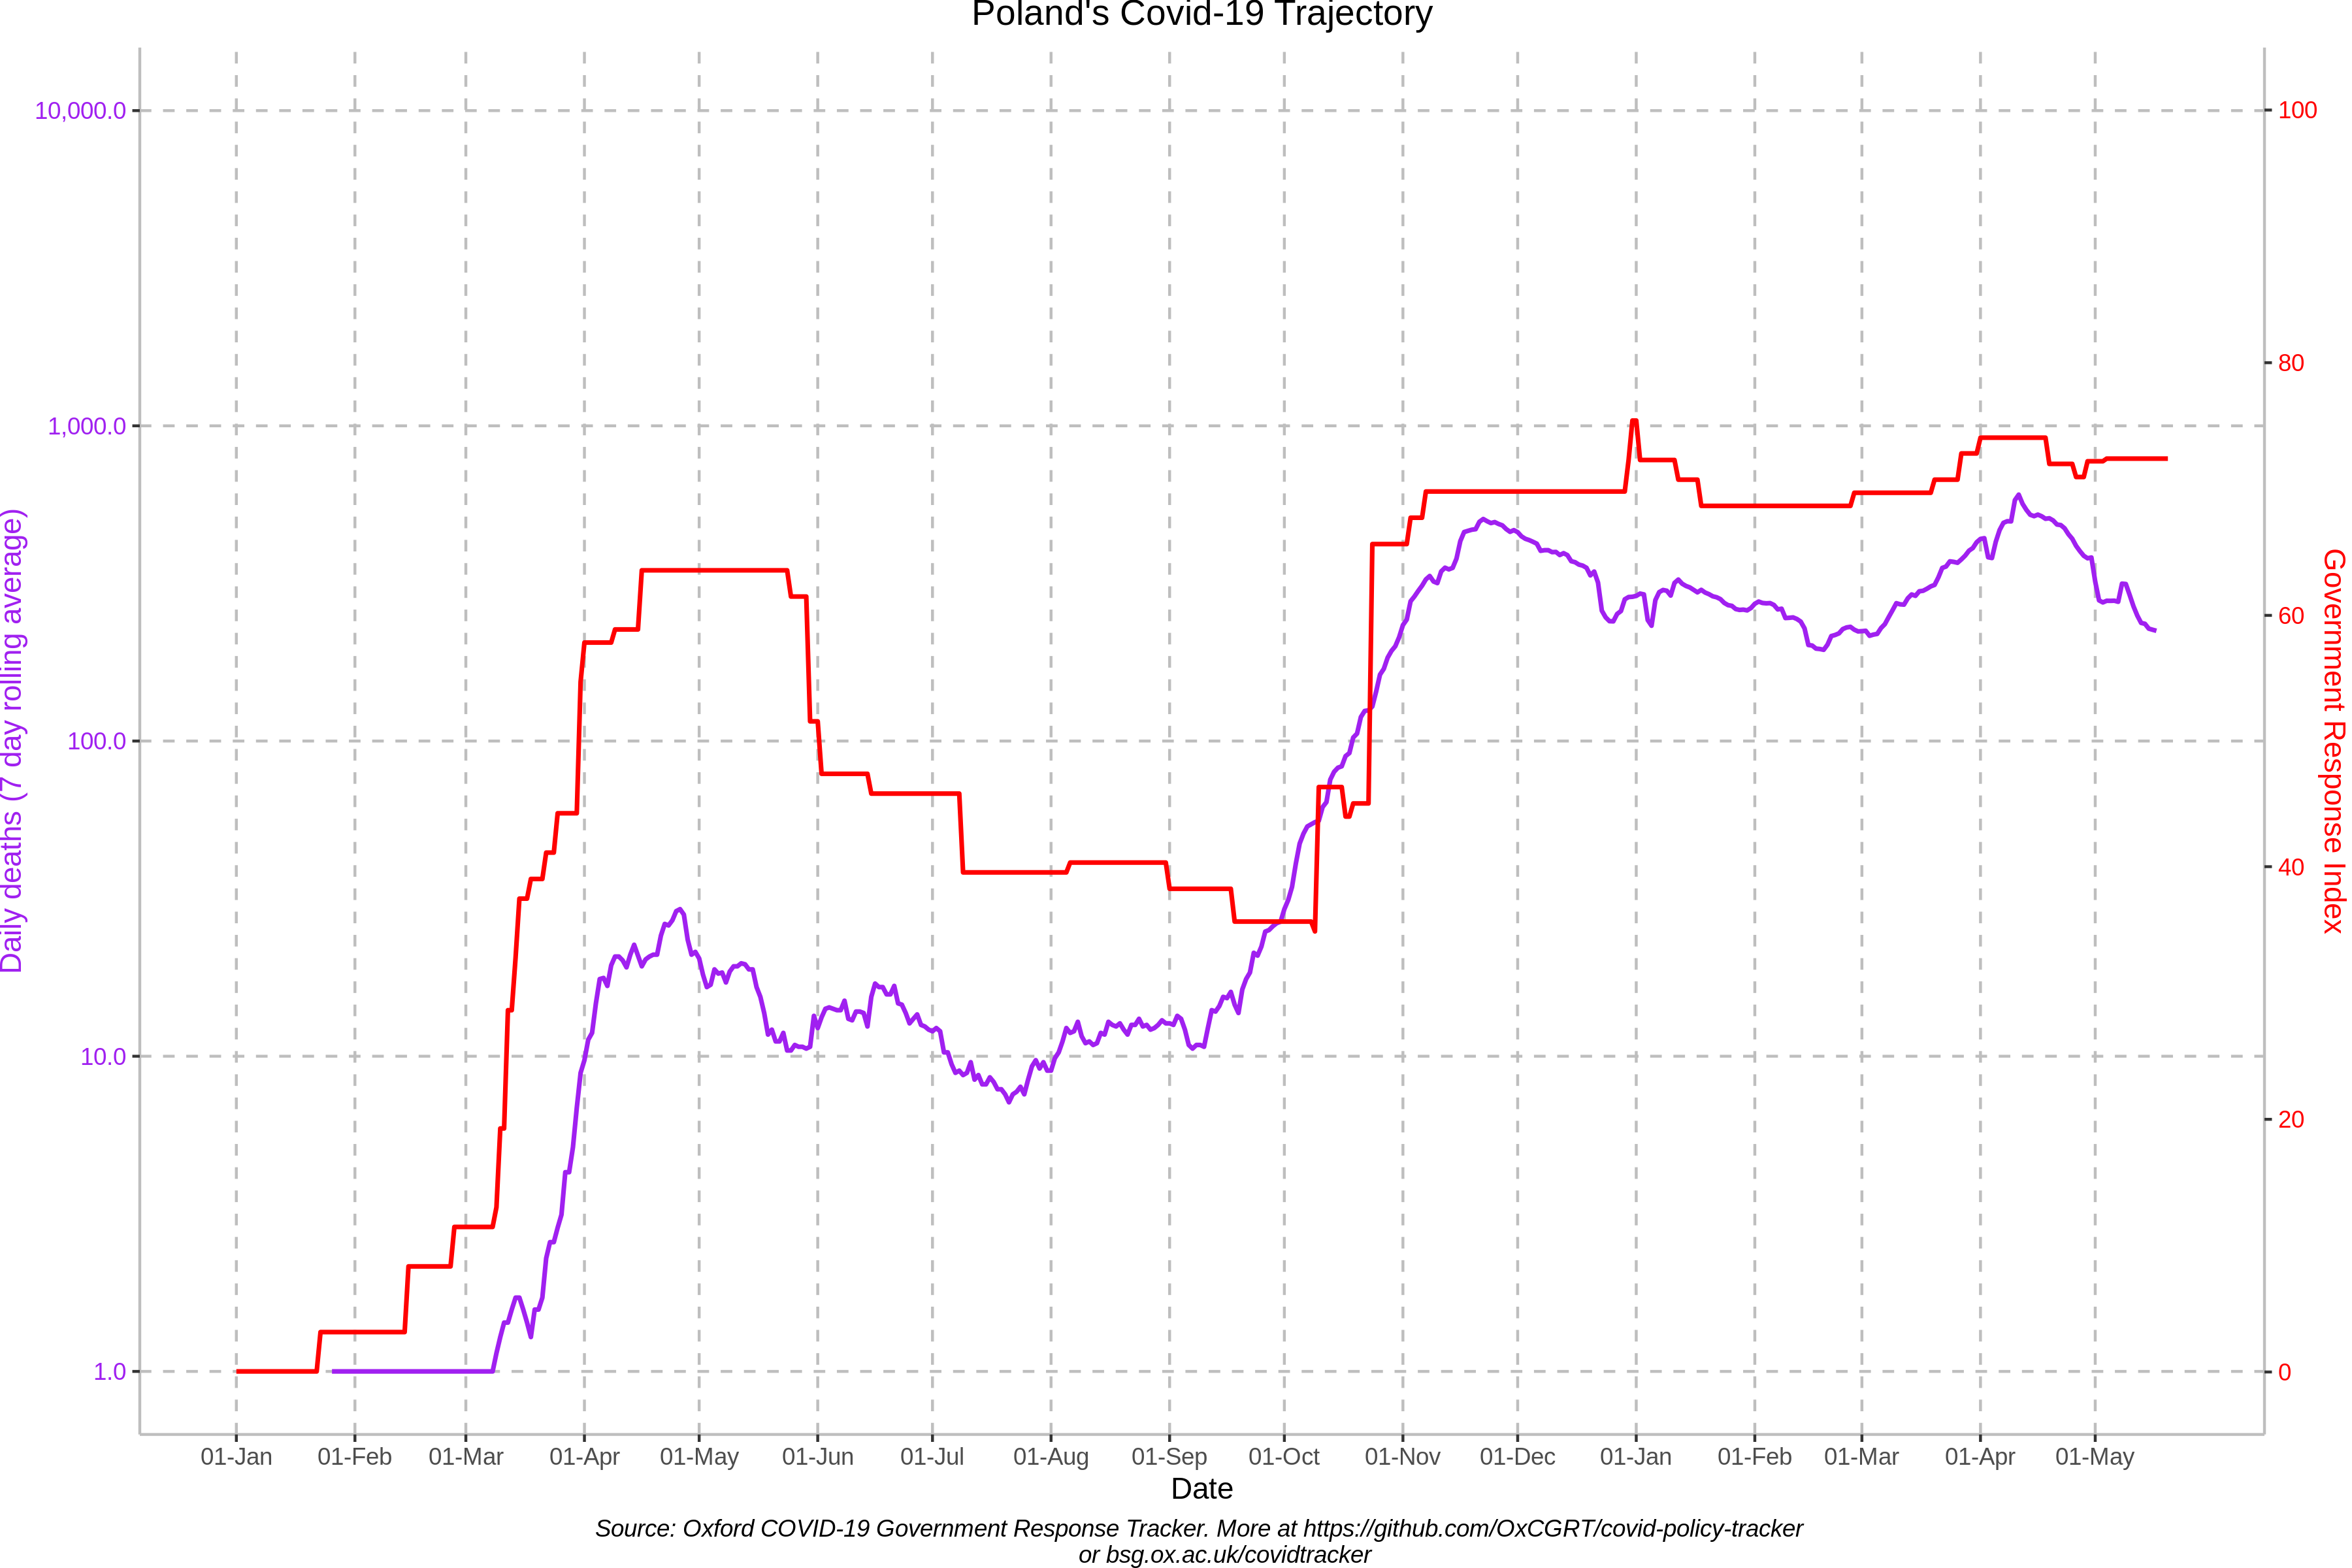 Poland's Covid-19 Trajectory
10,000.0
1,000.0
100.0
10.0
1.0
Daily deaths (7 day rolling average)
100
80
60
40
20
0
Government Response Index
01-Jan 01-Feb 01-Mar 01-Apr 01-May 01-Jun 01-Jul 01-Aug 01-Sep 01-Oct 01-Nov 01-Dec 01-Jan 01-Feb 01-Mar 01-Apr 01-May
Date
Source: Oxford COVID-19 Government Response Tracker. More at https://github.com/OxCGRT/covid-policy-tracker
or bsg.ox.ac.uk/covidtracker